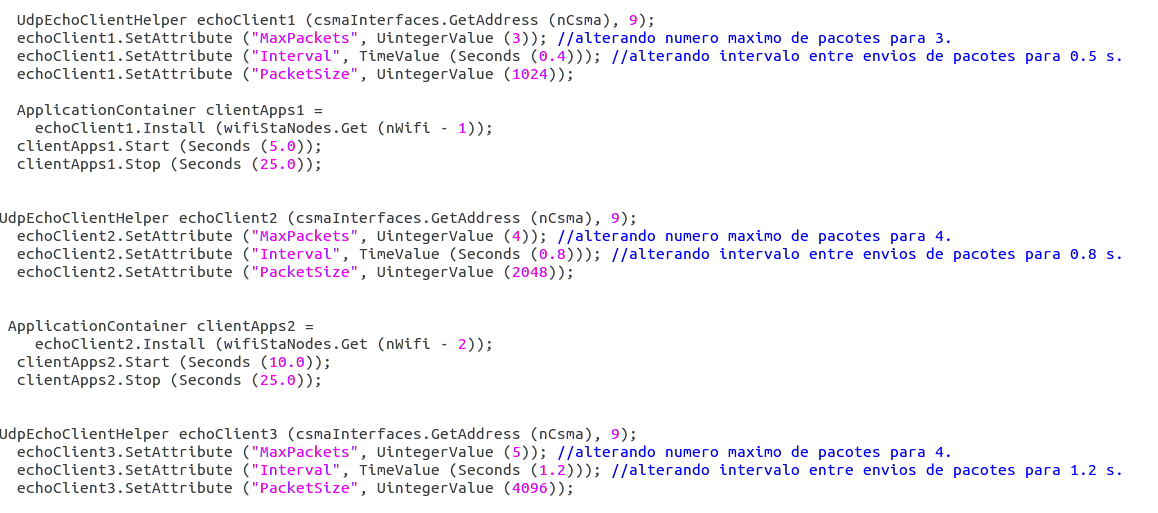 UdpEchoClientHelper echoClient1 (csmaInterfaces.GetAddress (nCsma), 9);
echoClient1.SetAttribute ("MaxPackets", UintegerValue (3)); //alterando numero maximo de pacotes para 3.
echoClient1.SetAttribute ("Interval", TimeValue (Seconds (0.4))); //alterando intervalo entre envios de pacotes para 0.5 s.
echoClient1.SetAttribute ("PacketSize", UintegerValue (1024));
ApplicationContainer clientApps1 =
echoClient1.Install (wifiStaNodes.Get (nWifi - 1));
clientApps1.Start (Seconds (5.0));
clientApps1.Stop (Seconds (25.0));
UdpEchoClientHelper echoClient2 (csmaInterfaces.GetAddress (nCsma), 9);
echoClient2.SetAttribute ("MaxPackets", UintegerValue (4)); //alterando numero maximo de pacotes para 4.
echoClient2.SetAttribute ("Interval", TimeValue (Seconds (0.8))); //alterando intervalo entre envios de pacotes para 0.8 s.
echoClient2.SetAttribute ("PacketSize", UintegerValue (2048));
ApplicationContainer clientApps2 =
echoClient2.Install (wifiStaNodes.Get (nWifi - 2));
clientApps2.Start (Seconds (10.0));
clientApps2.Stop (Seconds (25.0));
UdpEchoClientHelper echoClient3 (csmaInterfaces.GetAddress (nCsma), 9);
echoClient3.SetAttribute ("MaxPackets", UintegerValue (5)); //alterando numero maximo de pacotes para 4.
echoClient3.SetAttribute ("Interval", TimeValue (Seconds (1.2))); //alterando intervalo entre envios de pacotes para 1.2 s.
echoClient3.SetAttribute ("PacketSize", UintegerValue (4096));